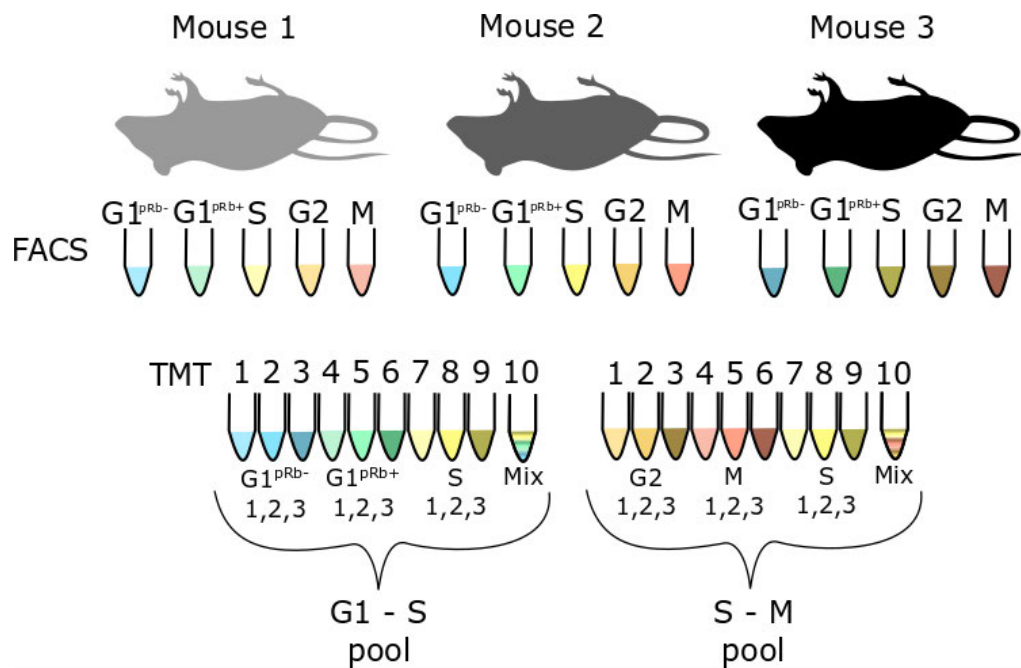 Mouse 1 Mouse 2 Mouse 3
G1pRb- G1pRb+ S G2 M G1pRb- G1pRb+ S G2 M G1pRb- G1pRb+ S G2 M
FACS
TMT 1 2 3 4 5 6 7 8 9 10 1 2 3 4 5 6 7 8 9 10
G1pRb- G1pRb+ S Mix G2 M S Mix
1,2,3 1,2,3 1,2,3 1,2,3 1,2,3 1,2,3
G1 - S S - M
pool pool